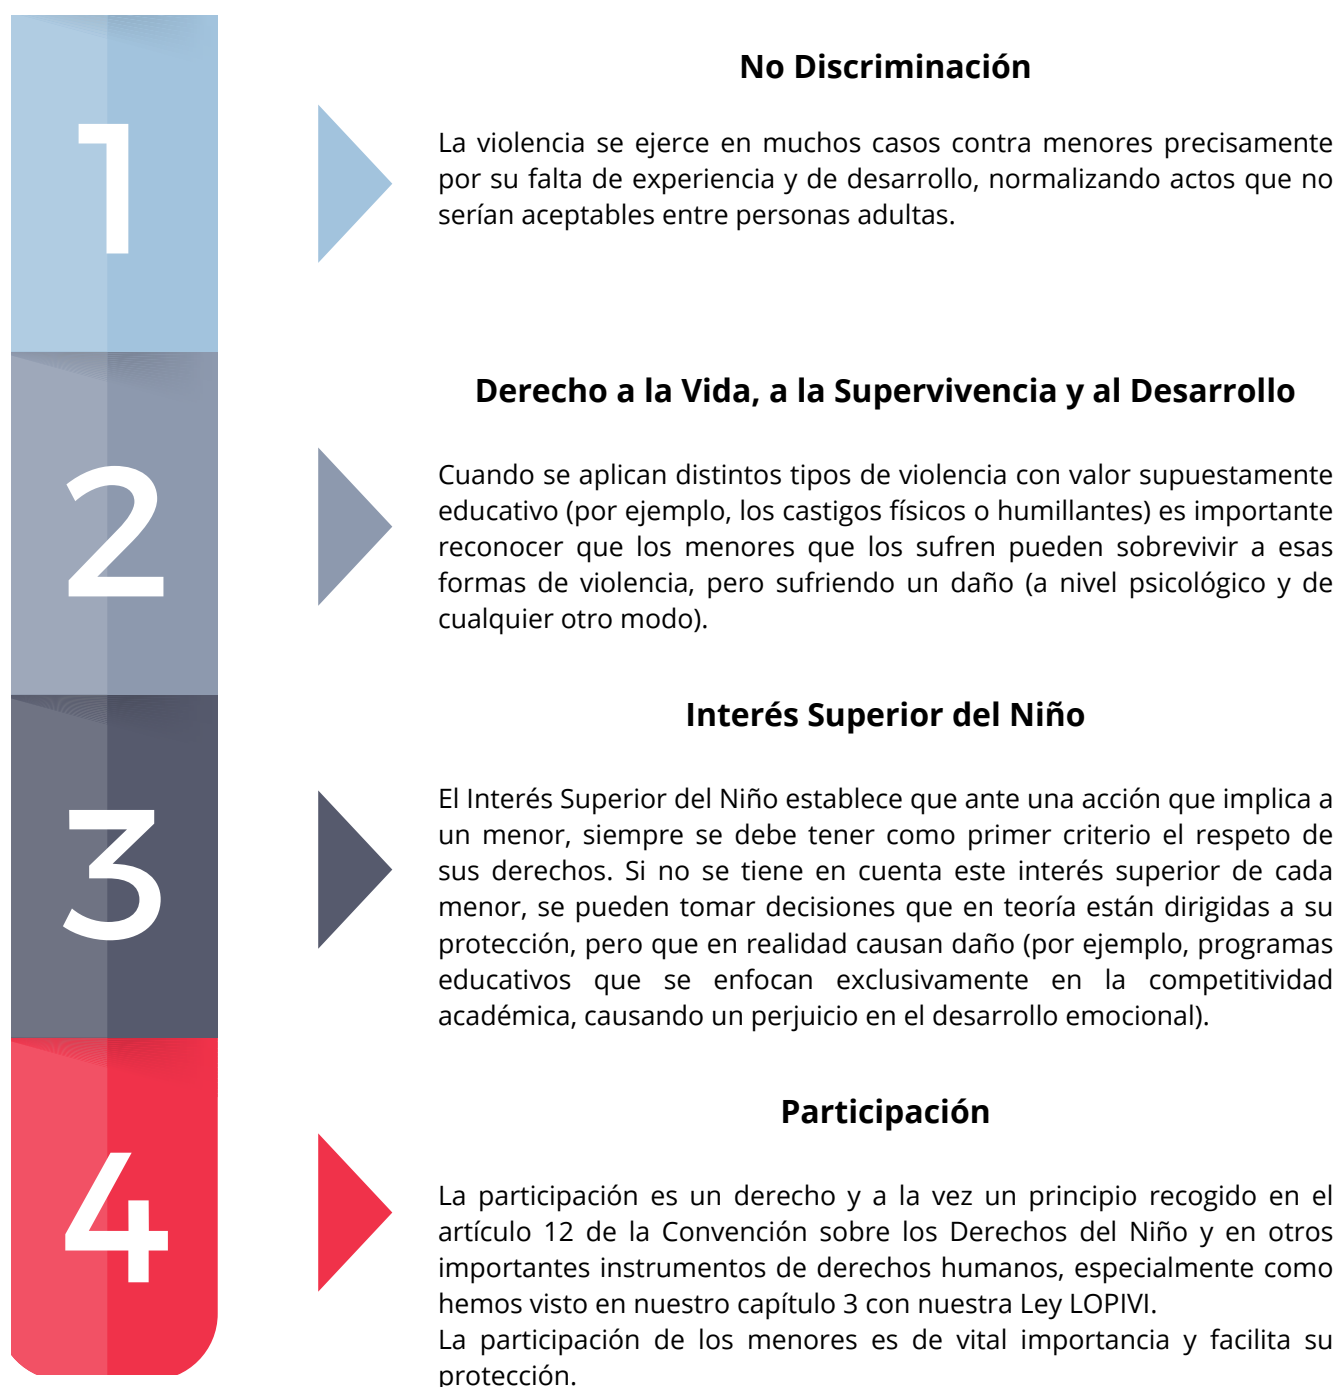 1
No Discriminación
La violencia se ejerce en muchos casos contra menores precisamente
por su falta de experiencia y de desarrollo, normalizando actos que no
serían aceptables entre personas adultas.
2
Derecho a la Vida, a la Supervivencia y al Desarrollo
Cuando se aplican distintos tipos de violencia con valor supuestamente
educativo (por ejemplo, los castigos físicos o humillantes) es importante
reconocer que los menores que los sufren pueden sobrevivir a esas
formas de violencia, pero sufriendo un daño (a nivel psicológico y de
cualquier otro modo).
3
Interés Superior del Niño
El Interés Superior del Niño establece que ante una acción que implica a
un menor, siempre se debe tener como primer criterio el respeto de
sus derechos. Si no se tiene en cuenta este interés superior de cada
menor, se pueden tomar decisiones que en teoría están dirigidas a su
protección, pero que en realidad causan daño (por ejemplo, programas
educativos que se enfocan exclusivamente en la competitividad
académica, causando un perjuicio en el desarrollo emocional).
4
Participación
La participación es un derecho y a la vez un principio recogido en el
artículo 12 de la Convención sobre los Derechos del Niño y en otros
importantes instrumentos de derechos humanos, especialmente como
hemos visto en nuestro capítulo 3 con nuestra Ley LOPIVI.
La participación de los menores es de vital importancia y facilita su
protección.